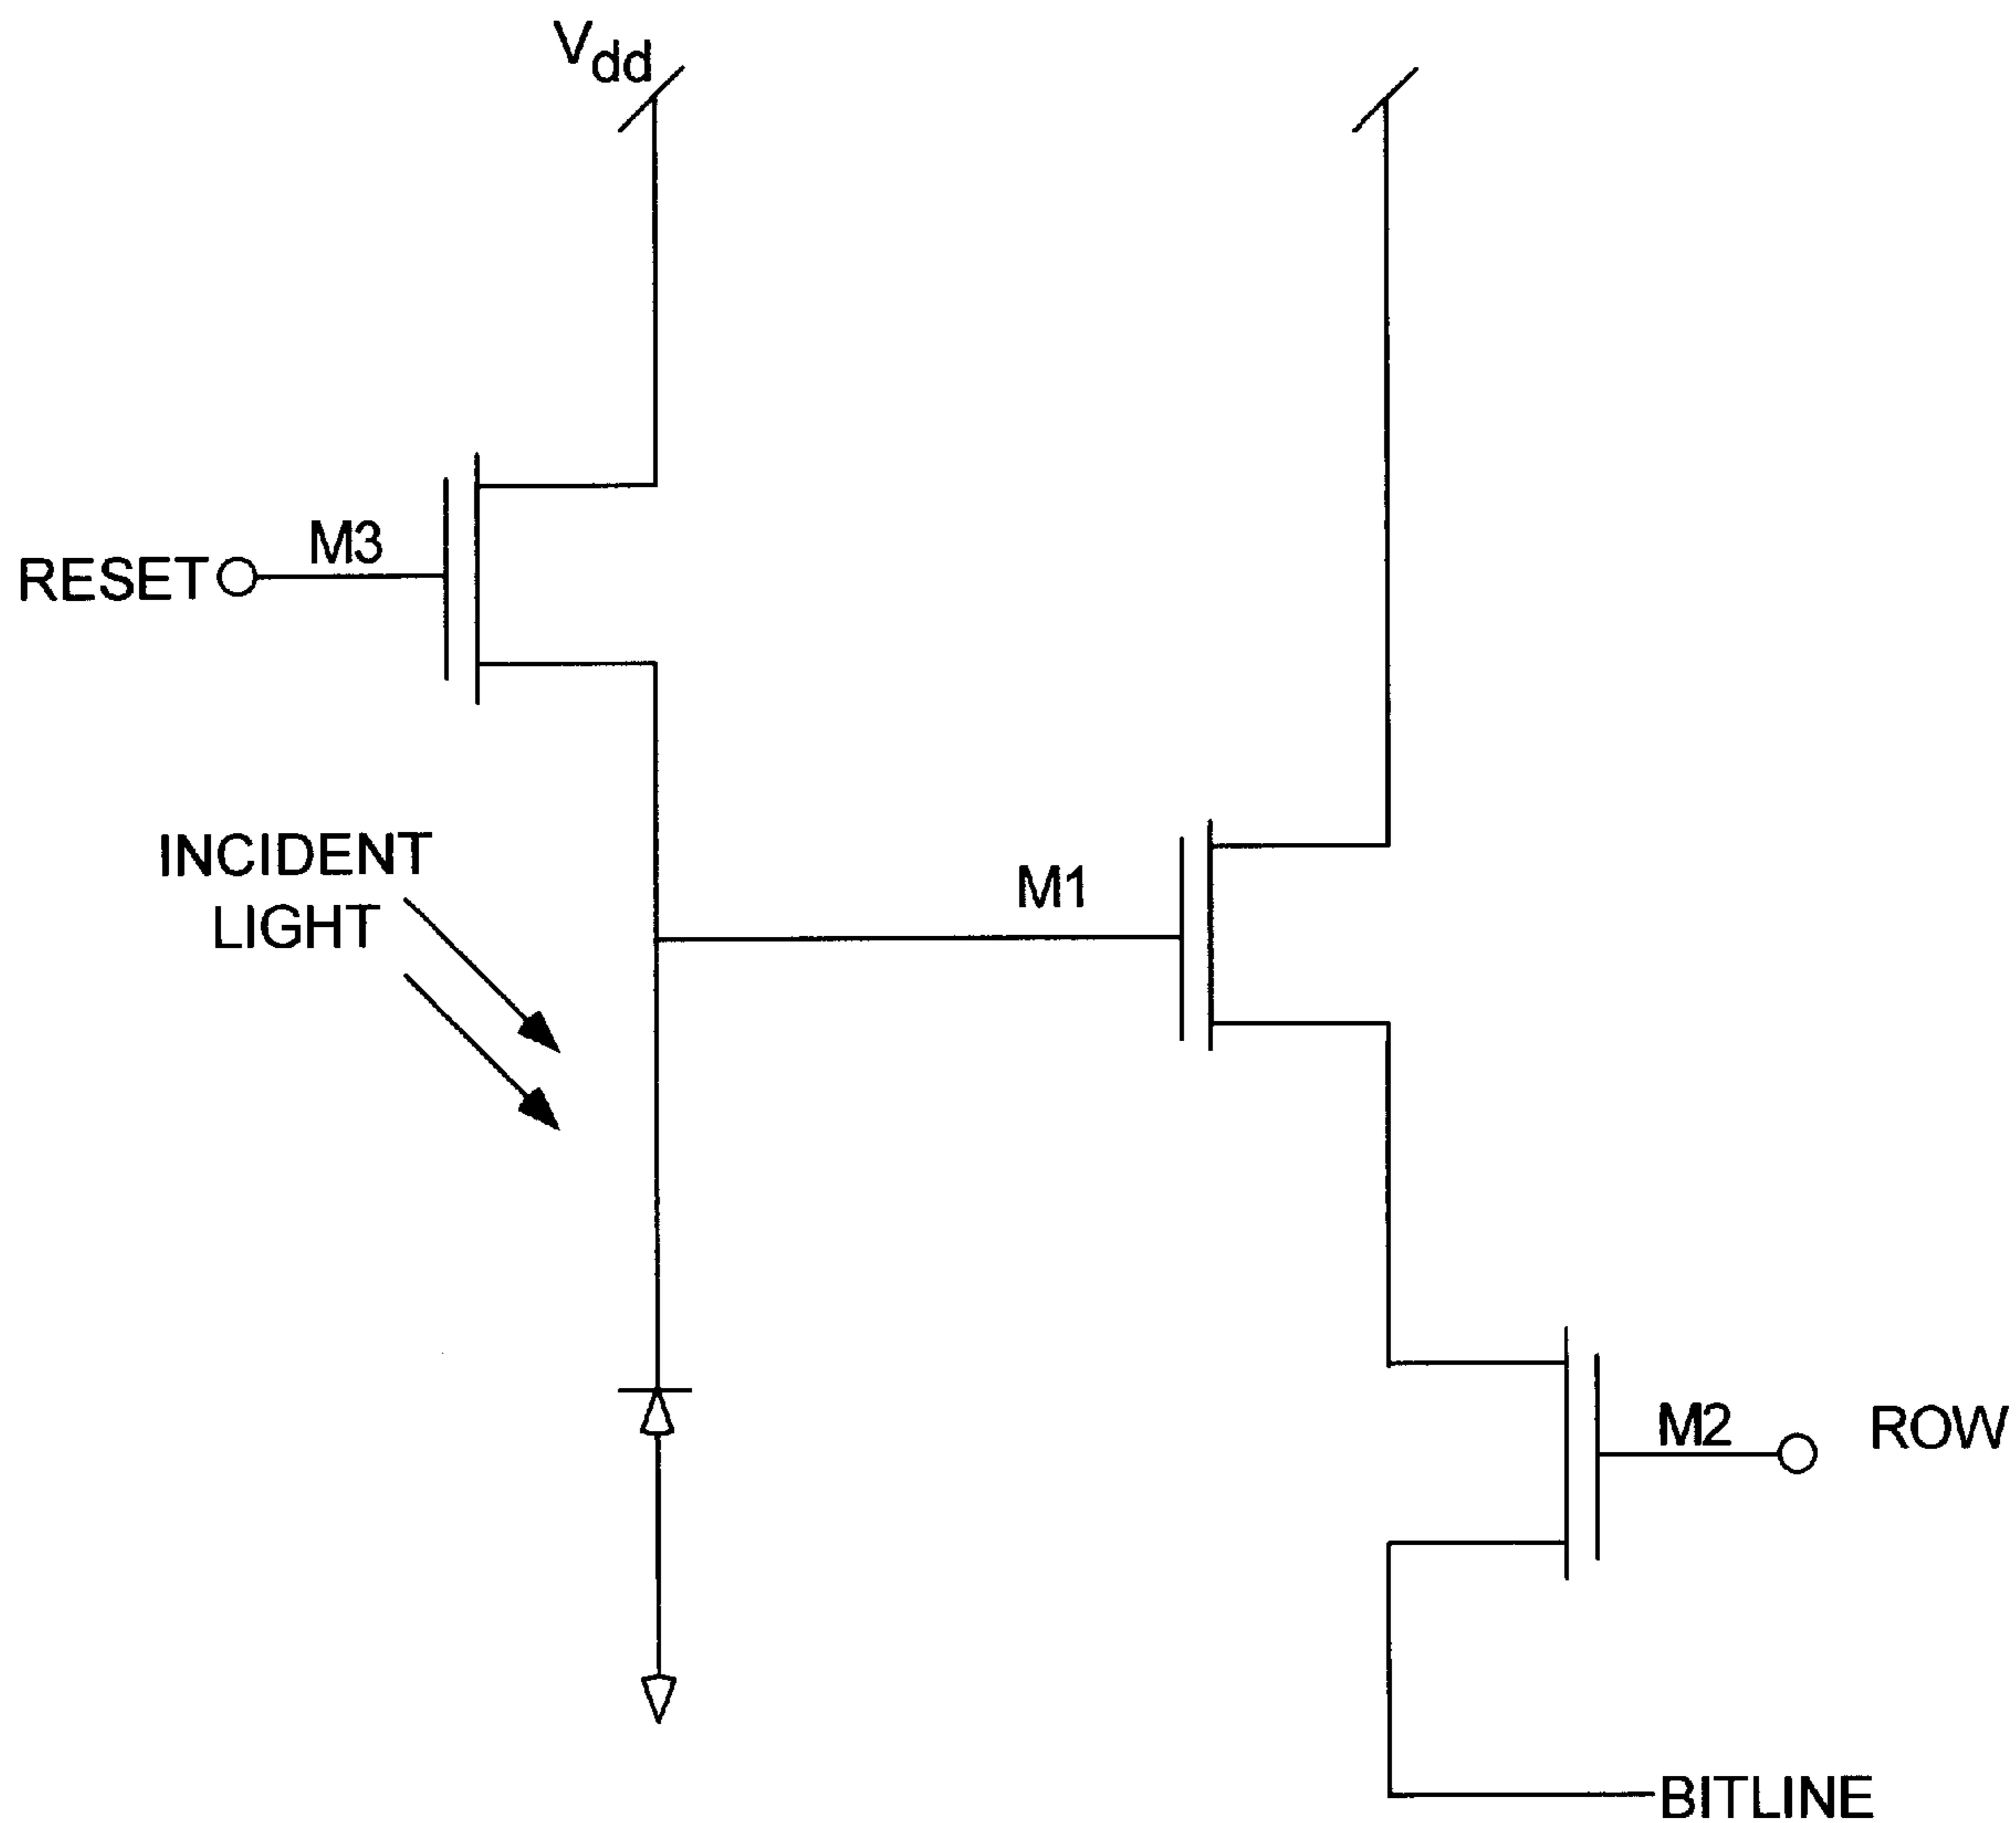 Vdd
M3
RESET
INCIDENT
LIGHT
M1
M2
ROW
BITLINE